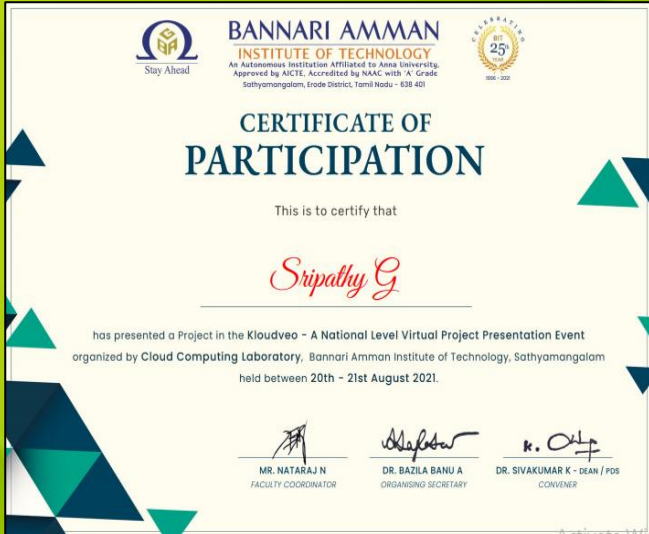 Stay Ahead
BANNARI AMMAN
INSTITUTE OF TECHNOLOGY
An Autonomous Institution Affiliated to Anna University,
Approved by AICTE, Accredited by NAAC with 'A' Grade
Sathyamangalam, Erode District, Tamil Nadu - 638 401
CELEBRATING
BIT
25th
YEAR
1996 - 2021
CERTIFICATE OF
PARTICIPATION
This is to certify that
Sripathy G
has presented a Project in the Kloudveo - A National Level Virtual Project Presentation Event
organized by Cloud Computing Laboratory, Bannari Amman Institute of Technology, Sathyamangalam
held between 20th - 21st August 2021.
MR. NATARAJ N
FACULTY COORDINATOR
DR. BAZILA BANU A
ORGANISING SECRETARY
DR. SIVAKUMAR K - DEAN / PDS
CONVENER